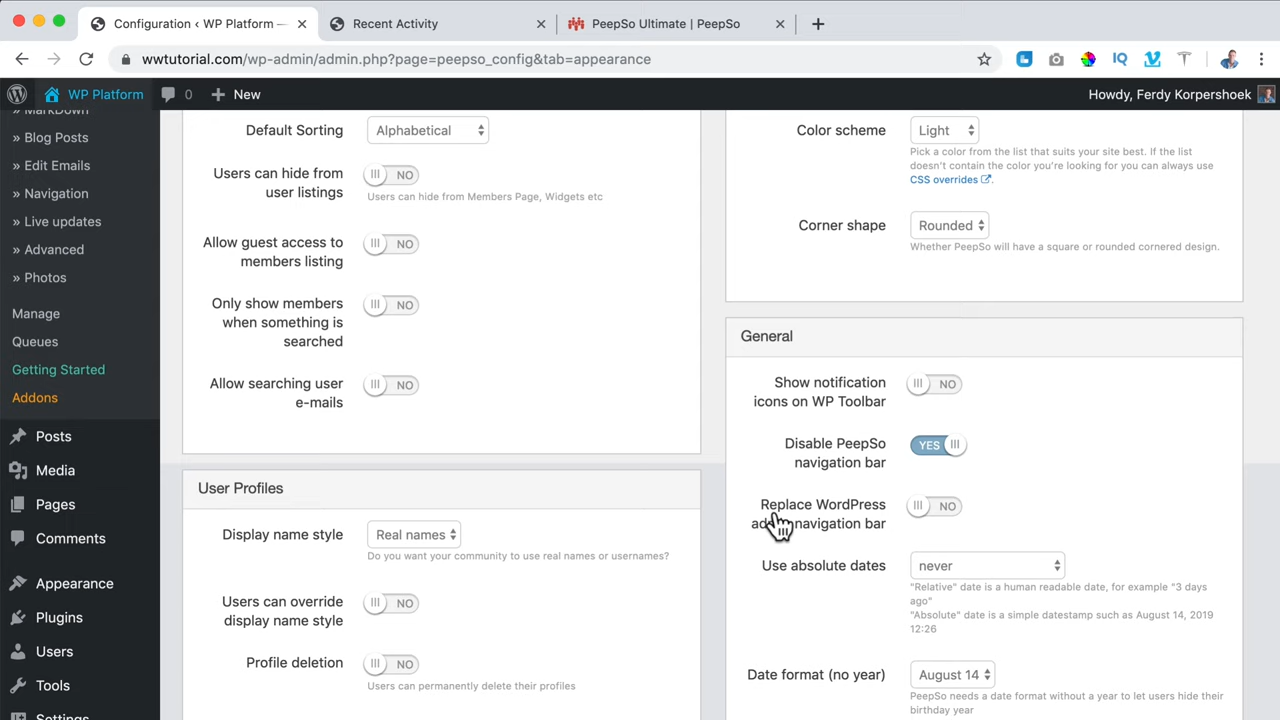 Configuration ‹ WP Platform —
Recent Activity
PeepSo Ultimate | PeepSo
wwtutorial.com/wp-admin/admin.php?page=peepso_config&tab=appearance
IQ
WP Platform
0
New
Howdy, Ferdy Korpershoek
» MarkDown
» Blog Posts
» Edit Emails
» Navigation
» Live updates
» Advanced
» Photos
Manage
Queues
Getting Started
Addons
Posts
Media
Pages
Comments
Appearance
Plugins
Users
Tools
Settings
Default Sorting
Alphabetical
Users can hide from
user listings
NO
Users can hide from Members Page, Widgets etc
Allow guest access to
members listing
NO
Only show members
when something is
searched
NO
Allow searching user
e-mails
NO
User Profiles
Display name style
Real names
Do you want your community to use real names or usernames?
Users can override
display name style
NO
Profile deletion
NO
Users can permanently delete their profiles
Color scheme
Light
Pick a color from the list that suits your site best. If the list
doesn't contain the color you're looking for you can always use
CSS overrides.
Corner shape
Rounded
Whether PeepSo will have a square or rounded cornered design.
General
Show notification
icons on WP Toolbar
NO
Disable PeepSo
navigation bar
YES
Replace WordPress
navigation bar
NO
Use absolute dates
never
"Relative" date is a human readable date, for example "3 days
ago"
"Absolute" date is a simple datestamp such as August 14, 2019
12:26
Date format (no year)
August 14
PeepSo needs a date format without a year to let users hide their
birthday year